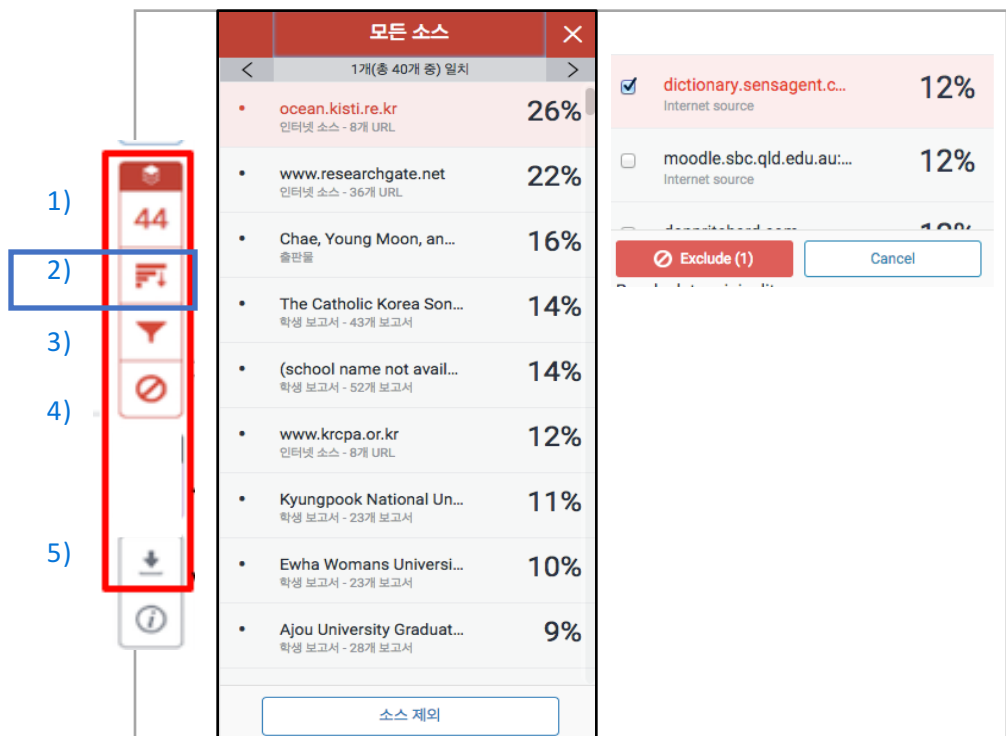 1)
44
2)
3)
4)
5)
모든 소스
1개(총 40개 중) 일치
ocean.kisti.re.kr 26%
인터넷 소스 - 8개 URL
www.researchgate.net 22%
인터넷 소스 - 36개 URL
Chae, Young Moon, an... 16%
출판물
The Catholic Korea Son... 14%
학생 보고서 - 43개 보고서
(school name not avail... 14%
학생 보고서 - 52개 보고서
www.krcpa.or.kr 12%
인터넷 소스 - 8개 URL
Kyungpook National Un... 11%
학생 보고서 - 23개 보고서
Ewha Womans Universi... 10%
학생 보고서 - 23개 보고서
Ajou University Graduat... 9%
학생 보고서 - 28개 보고서
소스 제외
dictionary.sensagent.c... 12%
Internet source
moodle.sbc.qld.edu.au:... 12%
Internet source
Exclude (1) Cancel